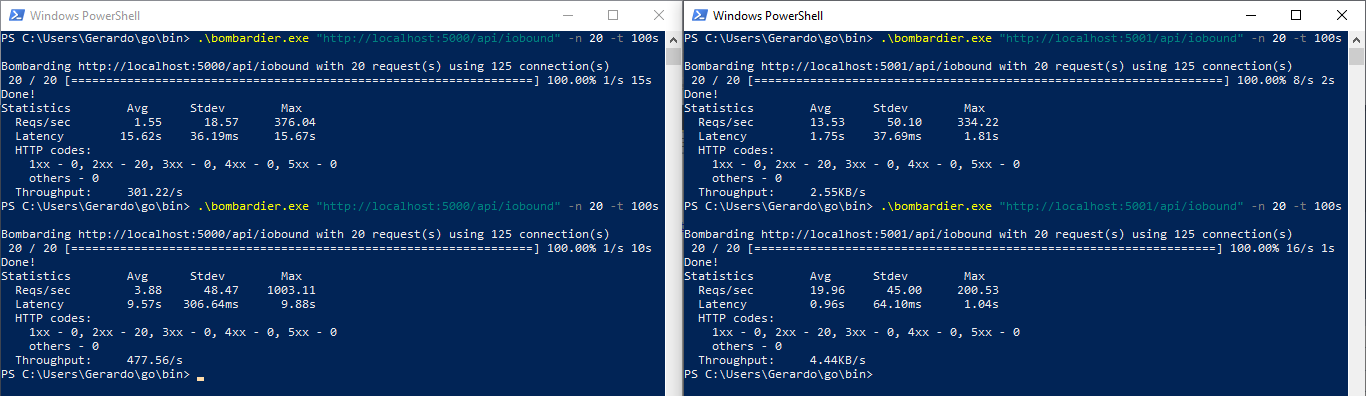 Windows PowerShell
PS C:\Users\Gerardo\go\bin> .\bombardier.exe "http://localhost:5000/api/iobound" -n 20 -t 100s
Bombarding http://localhost:5000/api/iobound with 20 request(s) using 125 connection(s)
20 / 20 [==================================================================] 100.00% 1/s 15s
Done!
Statistics Avg Stdev Max
Reqs/sec 1.55 18.57 376.04
Latency 15.62s 36.19ms 15.67s
HTTP codes:
1xx - 0, 2xx - 20, 3xx - 0, 4xx - 0, 5xx - 0
others - 0
Throughput: 301.22/s
PS C:\Users\Gerardo\go\bin> .\bombardier.exe "http://localhost:5000/api/iobound" -n 20 -t 100s
Bombarding http://localhost:5000/api/iobound with 20 request(s) using 125 connection(s)
20 / 20 [==================================================================] 100.00% 1/s 10s
Done!
Statistics Avg Stdev Max
Reqs/sec 3.88 48.47 1003.11
Latency 9.57s 306.64ms 9.88s
HTTP codes:
1xx - 0, 2xx - 20, 3xx - 0, 4xx - 0, 5xx - 0
others - 0
Throughput: 477.56/s
PS C:\Users\Gerardo\go\bin>
Windows PowerShell
PS C:\Users\Gerardo\go\bin> .\bombardier.exe "http://localhost:5001/api/iobound" -n 20 -t 100s
Bombarding http://localhost:5001/api/iobound with 20 request(s) using 125 connection(s)
20 / 20 [===================================================================] 100.00% 8/s 2s
Done!
Statistics Avg Stdev Max
Reqs/sec 13.53 50.10 334.22
Latency 1.75s 37.69ms 1.81s
HTTP codes:
1xx - 0, 2xx - 20, 3xx - 0, 4xx - 0, 5xx - 0
others - 0
Throughput: 2.55KB/s
PS C:\Users\Gerardo\go\bin> .\bombardier.exe "http://localhost:5001/api/iobound" -n 20 -t 100s
Bombarding http://localhost:5001/api/iobound with 20 request(s) using 125 connection(s)
20 / 20 [==================================================================] 100.00% 16/s 1s
Done!
Statistics Avg Stdev Max
Reqs/sec 19.96 45.00 200.53
Latency 0.96s 64.10ms 1.04s
HTTP codes:
1xx - 0, 2xx - 20, 3xx - 0, 4xx - 0, 5xx - 0
others - 0
Throughput: 4.44KB/s
PS C:\Users\Gerardo\go\bin>